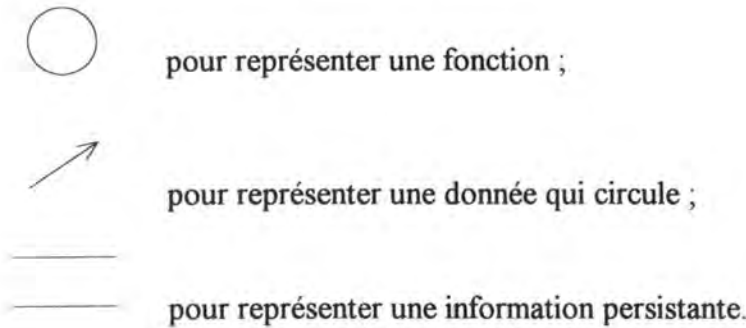 pour représenter une fonction ;
pour représenter une donnée qui circule ;
pour représenter une information persistante.